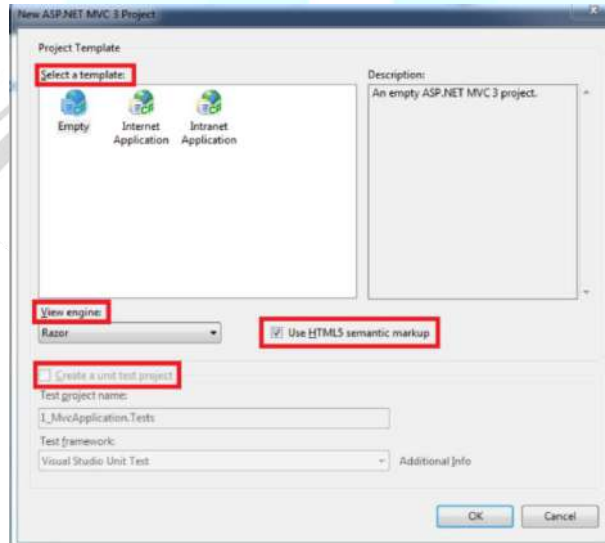 New ASP.NET MVC 3 Project
Project Template
Select a template:
Description:
Empty
Internet Application
Intranet Application
An empty ASP.NET MVC 3 project.
View engine:
Razor
Use HTML5 semantic markup
Create a unit test project
Test project name:
1_MvcApplication.Tests
Test framework:
Visual Studio Unit Test
Additional Info
OK
Cancel